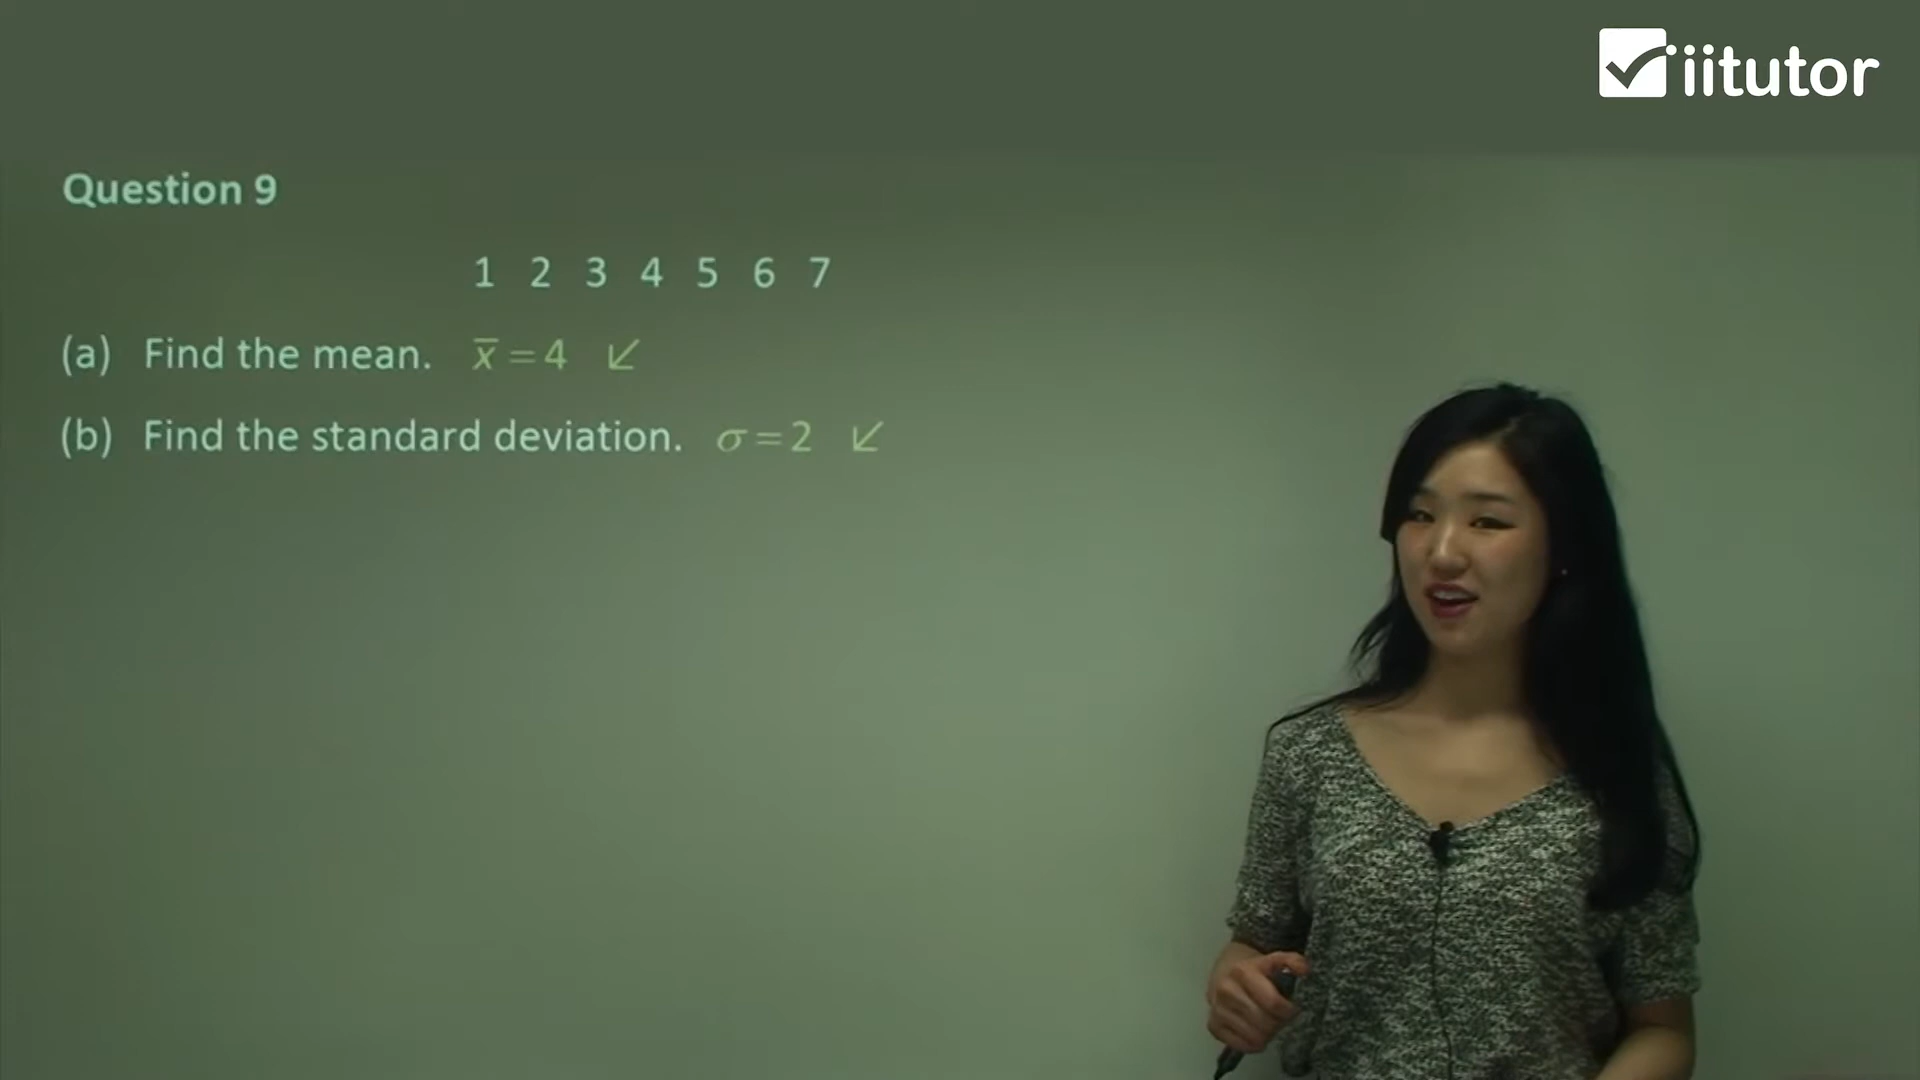 iitutor
Question 9
1 2 3 4 5 6 7
(a) Find the mean. x̄ = 4 ↙
(b) Find the standard deviation. σ = 2 ↙